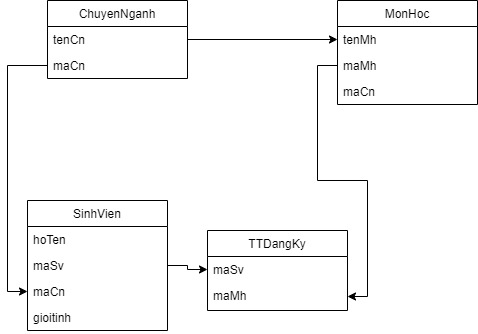 ChuyenNganh
tenCn
maCn
MonHoc
tenMh
maMh
maCn
SinhVien
hoTen
maSv
maCn
gioitinh
TTDangKy
maSv
maMh